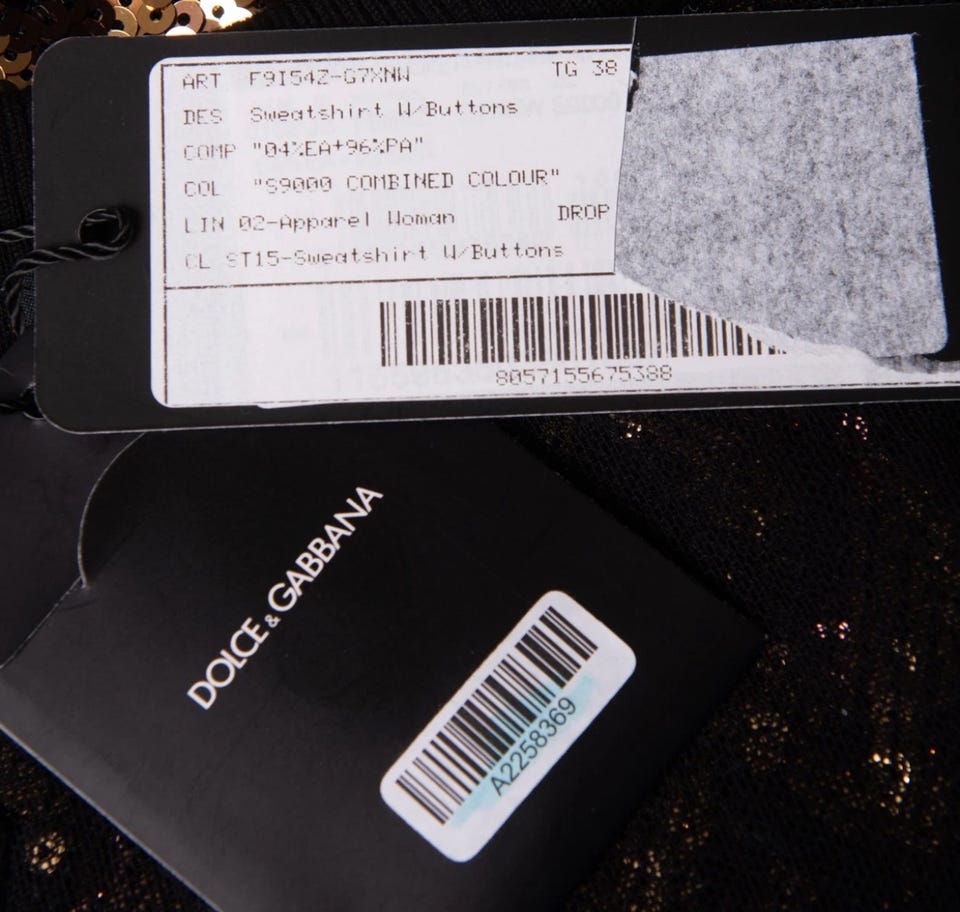 ART F9I54Z-G7XNW TG 38
DES Sweatshirt W/Buttons
COMP "04%EA+96%PA"
COL "S9000 COMBINED COLOUR"
LIN 02-Apparel Woman DROP
CL ST15-Sweatshirt W/Buttons
8057155675388
DOLCE & GABBANA
A2258369